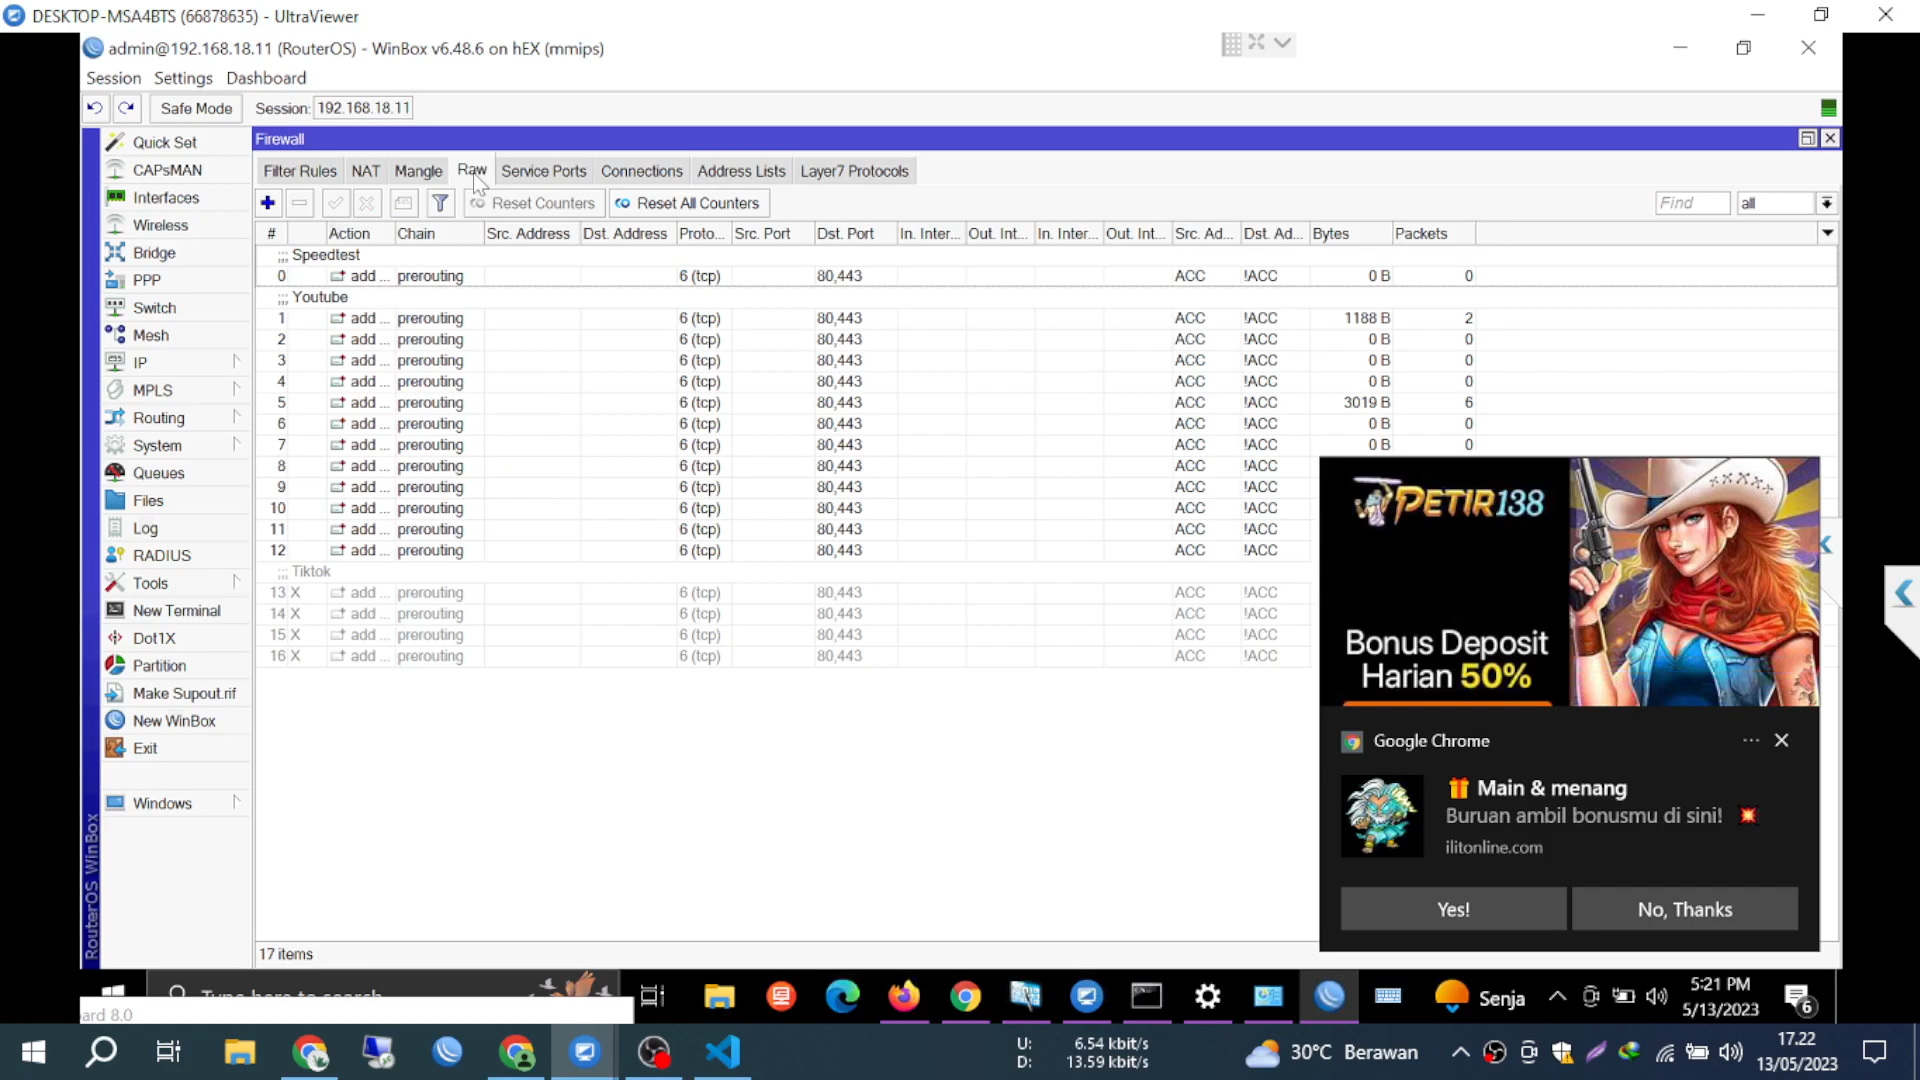 DESKTOP-MSA4BTS (66878635) - UltraViewer
admin@192.168.18.11 (RouterOS) - WinBox v6.48.6 on hEX (mmips)
Session Settings Dashboard
Safe Mode Session: 192.168.18.11
Firewall
Filter Rules NAT Mangle Raw Service Ports Connections Address Lists Layer7 Protocols
Reset Counters Reset All Counters Find all
# Action Chain Src. Address Dst. Address Proto... Src. Port Dst. Port In. Inter... Out. Int... In. Inter... Out. Int... Src. Ad... Dst. Ad... Bytes Packets
;;; Speedtest
0 add ... prerouting 6 (tcp) 80,443 ACC !ACC 0 B 0
;;; Youtube
1 add ... prerouting 6 (tcp) 80,443 ACC !ACC 1188 B 2
2 add ... prerouting 6 (tcp) 80,443 ACC !ACC 0 B 0
3 add ... prerouting 6 (tcp) 80,443 ACC !ACC 0 B 0
4 add ... prerouting 6 (tcp) 80,443 ACC !ACC 0 B 0
5 add ... prerouting 6 (tcp) 80,443 ACC !ACC 3019 B 6
6 add ... prerouting 6 (tcp) 80,443 ACC !ACC 0 B 0
7 add ... prerouting 6 (tcp) 80,443 ACC !ACC 0 B 0
8 add ... prerouting 6 (tcp) 80,443 ACC !ACC
9 add ... prerouting 6 (tcp) 80,443 ACC !ACC
10 add ... prerouting 6 (tcp) 80,443 ACC !ACC
11 add ... prerouting 6 (tcp) 80,443 ACC !ACC
12 add ... prerouting 6 (tcp) 80,443 ACC !ACC
;;; Tiktok
13 X add ... prerouting 6 (tcp) 80,443 ACC !ACC
14 X add ... prerouting 6 (tcp) 80,443 ACC !ACC
15 X add ... prerouting 6 (tcp) 80,443 ACC !ACC
16 X add ... prerouting 6 (tcp) 80,443 ACC !ACC
17 items
Quick Set
CAPsMAN
Interfaces
Wireless
Bridge
PPP
Switch
Mesh
IP
MPLS
Routing
System
Queues
Files
Log
RADIUS
Tools
New Terminal
Dot1X
Partition
Make Supout.rif
New WinBox
Exit
Windows
RouterOS WinBox
PETIR138
Bonus Deposit
Harian 50%
Google Chrome
Main & menang
Buruan ambil bonusmu di sini!
ilitonline.com
Yes! No, Thanks
Type here to search
Senja
5:21 PM
5/13/2023
6
ard 8.0
U: 6.54 kbit/s
D: 13.59 kbit/s
30°C Berawan
17.22
13/05/2023